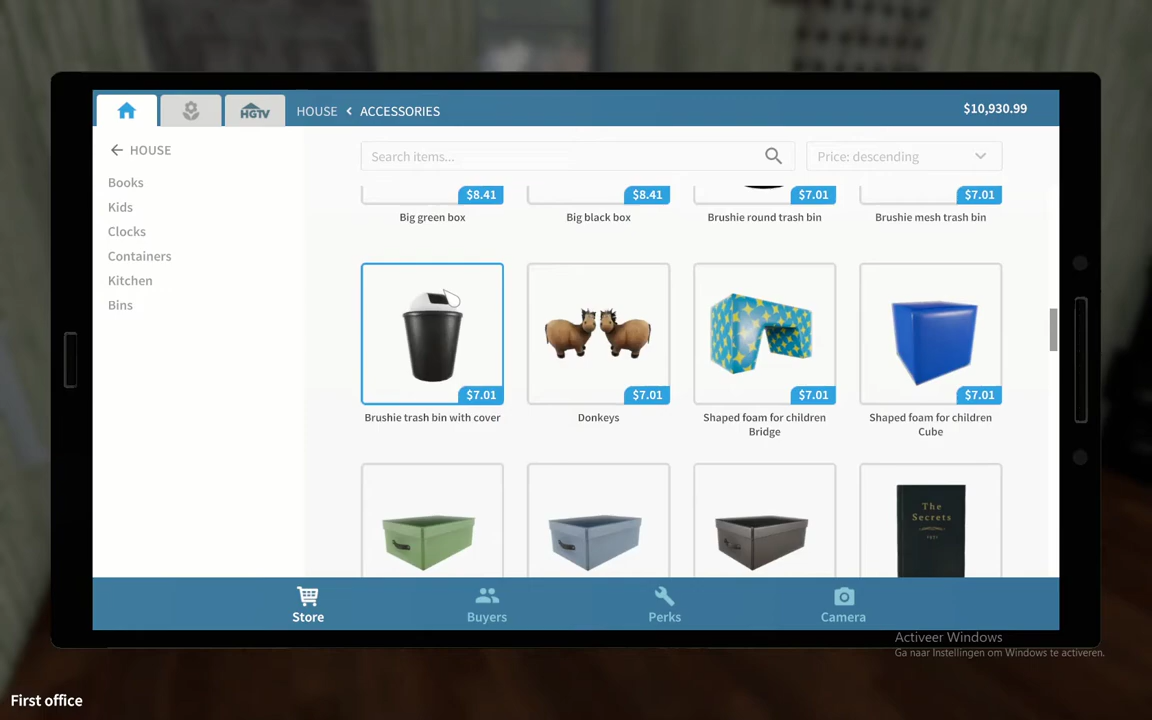 HGTV
HOUSE < ACCESSORIES
$10,930.99
HOUSE
Search items...
Price: descending
Books
Kids
Clocks
Containers
Kitchen
Bins
$8.41
$8.41
$7.01
$7.01
Big green box
Big black box
Brushie round trash bin
Brushie mesh trash bin
$7.01
$7.01
$7.01
$7.01
Brushie trash bin with cover
Donkeys
Shaped foam for children
Bridge
Shaped foam for children
Cube
The
Secrets
Store
Buyers
Perks
Camera
Activeer Windows
Ga naar Instellingen om Windows te activeren.
First office